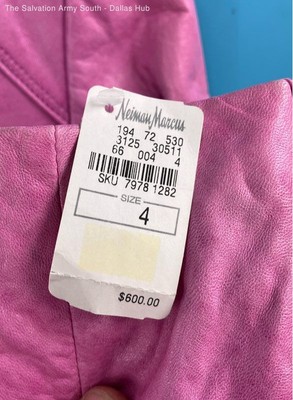 The Salvation Army South - Dallas Hub
Neiman Marcus
194 72 530
3125 30511
66 004 4
SKU 7978 1282
SIZE
4
$600.00